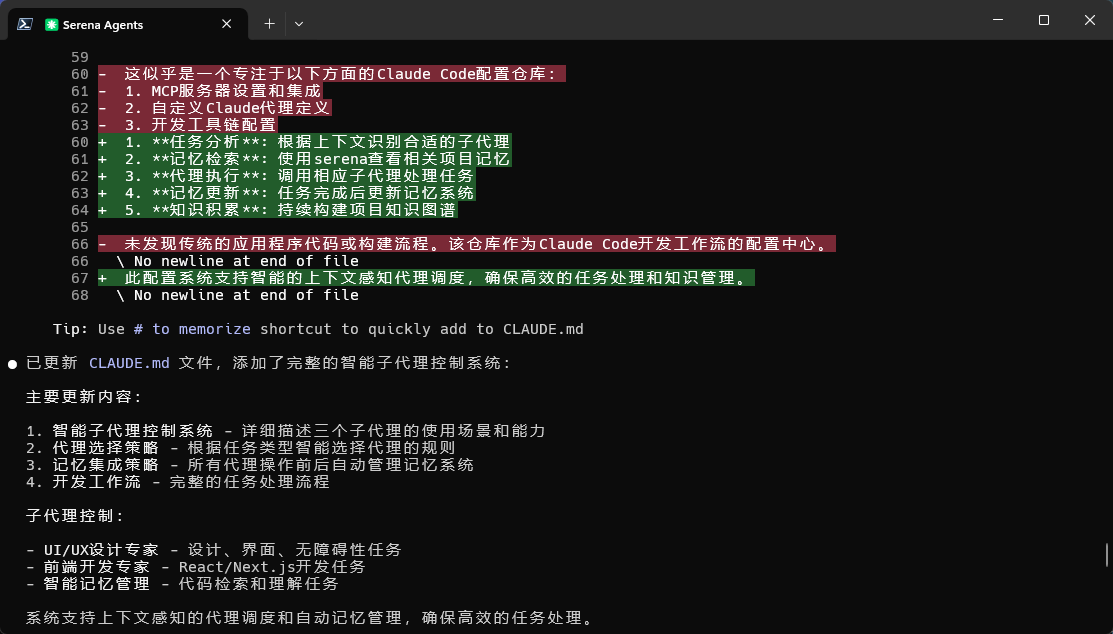 Serena Agents
59
60 - 这似乎是一个专注于以下方面的Claude Code配置仓库：
61 - 1. MCP服务器设置和集成
62 - 2. 自定义Claude代理定义
63 - 3. 开发工具链配置
60 + 1. **任务分析**: 根据上下文识别合适的子代理
61 + 2. **记忆检索**: 使用serena查看相关项目记忆
62 + 3. **代理执行**: 调用相应子代理处理任务
63 + 4. **记忆更新**: 任务完成后更新记忆系统
64 + 5. **知识积累**: 持续构建项目知识图谱
65
66 - 未发现传统的应用程序代码或构建流程。该仓库作为Claude Code开发工作流的配置中心。
66 \ No newline at end of file
67 + 此配置系统支持智能的上下文感知代理调度，确保高效的任务处理和知识管理。
68 \ No newline at end of file
Tip: Use # to memorize shortcut to quickly add to CLAUDE.md
● 已更新 CLAUDE.md 文件，添加了完整的智能子代理控制系统：
主要更新内容：
1. 智能子代理控制系统 - 详细描述三个子代理的使用场景和能力
2. 代理选择策略 - 根据任务类型智能选择代理的规则
3. 记忆集成策略 - 所有代理操作前后自动管理记忆系统
4. 开发工作流 - 完整的任务处理流程
子代理控制：
- UI/UX设计专家 - 设计、界面、无障碍性任务
- 前端开发专家 - React/Next.js开发任务
- 智能记忆管理 - 代码检索和理解任务
系统支持上下文感知的代理调度和自动记忆管理，确保高效的任务处理。